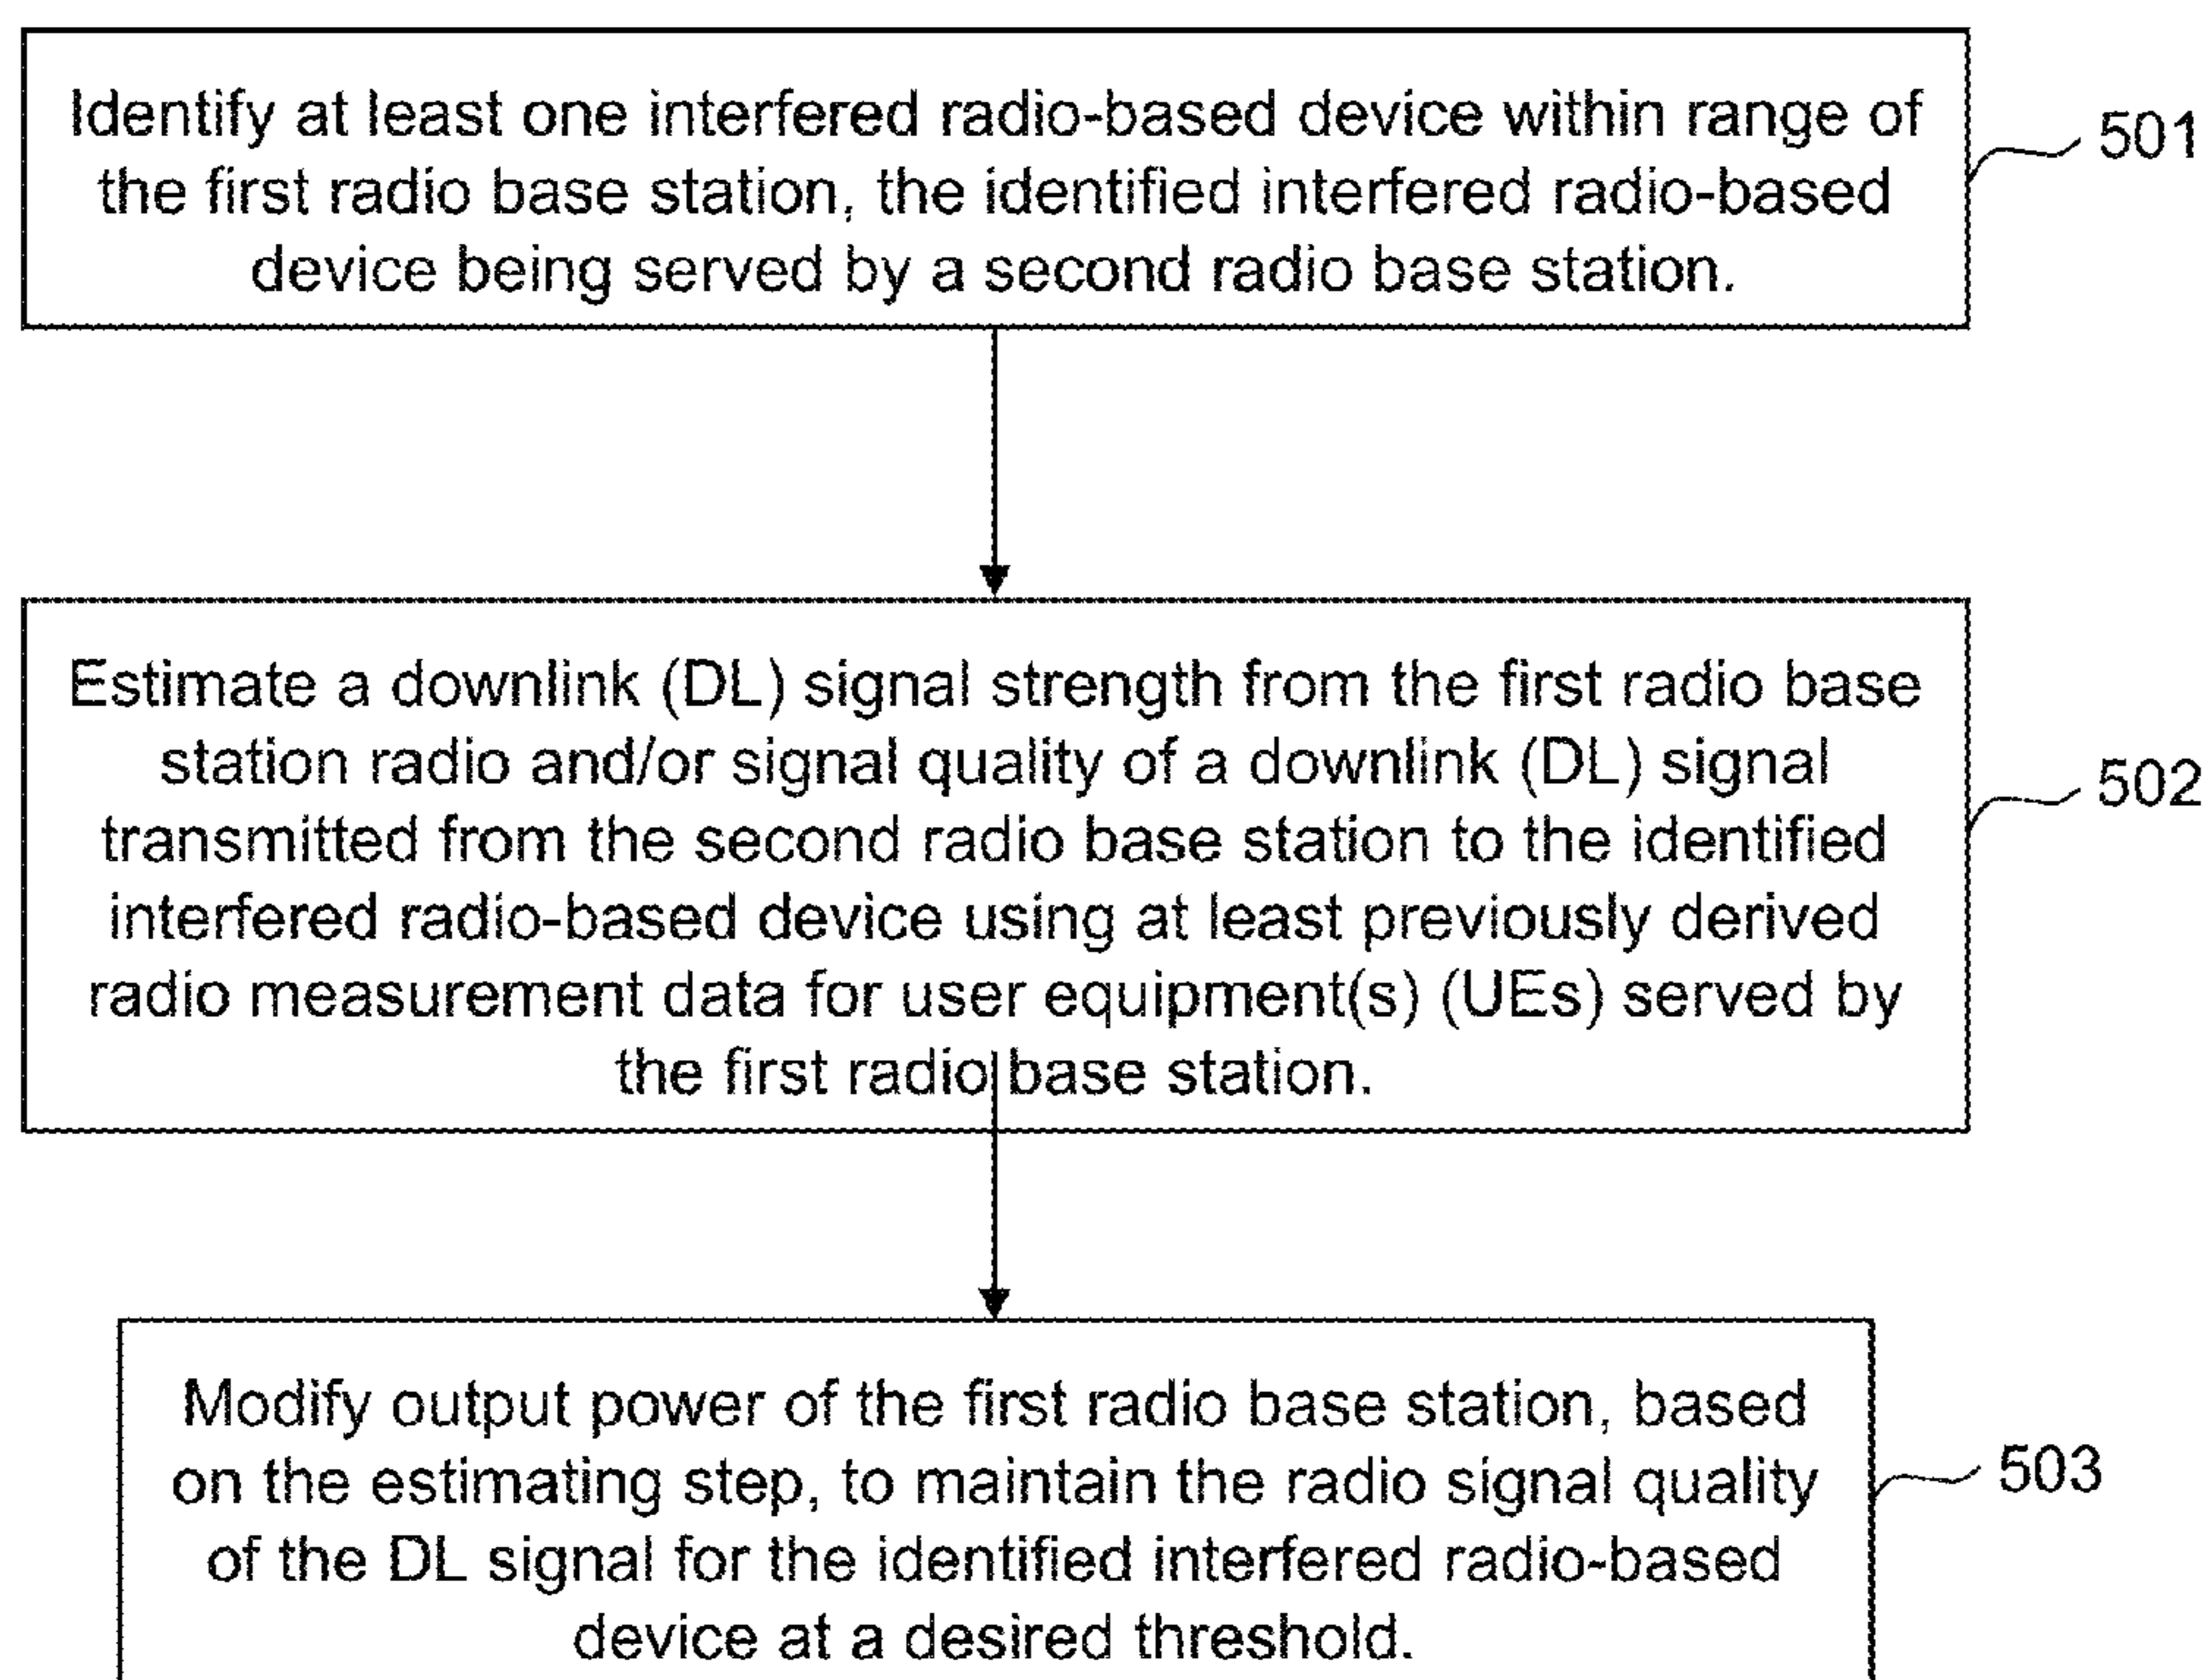 Identify at least one interfered radio-based device within range of
the first radio base station, the identified interfered radio-based
device being served by a second radio base station.
501
Estimate a downlink (DL) signal strength from the first radio base
station radio and/or signal quality of a downlink (DL) signal
transmitted from the second radio base station to the identified
interfered radio-based device using at least previously derived
radio measurement data for user equipment(s) (UEs) served by
the first radio base station.
502
Modify output power of the first radio base station, based
on the estimating step, to maintain the radio signal quality
of the DL signal for the identified interfered radio-based
device at a desired threshold.
503